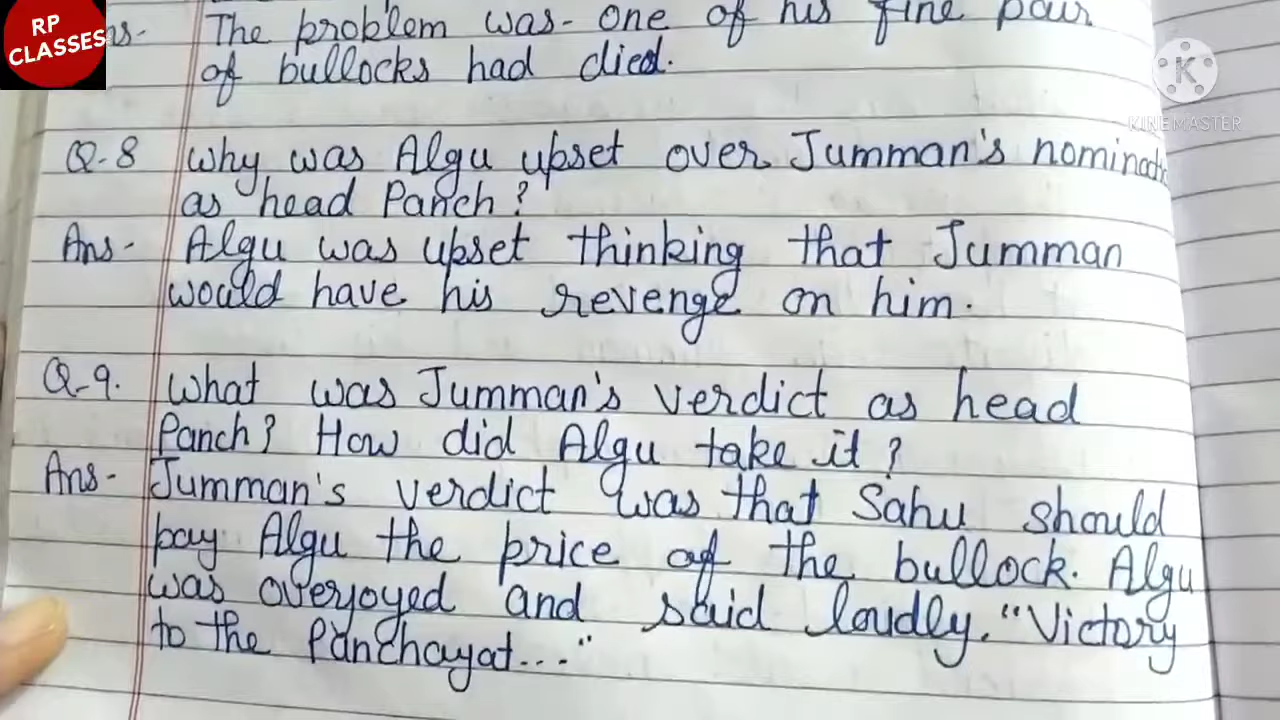 RP
CLASSES
Ans- The problem was- one of his fine pair
of bullocks had died.
K
KINEMASTER
Q-8 Why was Algu upset over Jumman's nominatio
as head Panch?
Ans- Algu was upset thinking that Jumman
would have his revenge on him.
Q-9. What was Jumman's verdict as head
Panch? How did Algu take it?
Ans- Jumman's verdict was that Sahu should
pay Algu the price of the bullock. Algu
was overjoyed and said loudly. "Victory
to the Panchayat..."